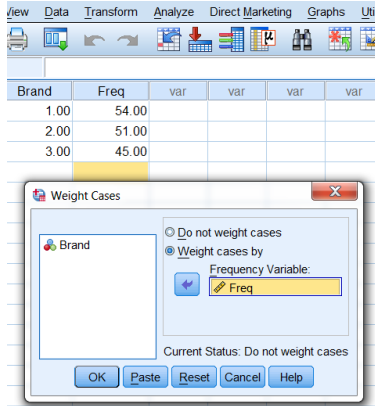 View Data Transform Analyze Direct Marketing Graphs Uti
Brand Freq var var var var
1.00 54.00
2.00 51.00
3.00 45.00
Weight Cases
Brand
Do not weight cases
Weight cases by
Frequency Variable:
Freq
Current Status: Do not weight cases
OK Paste Reset Cancel Help